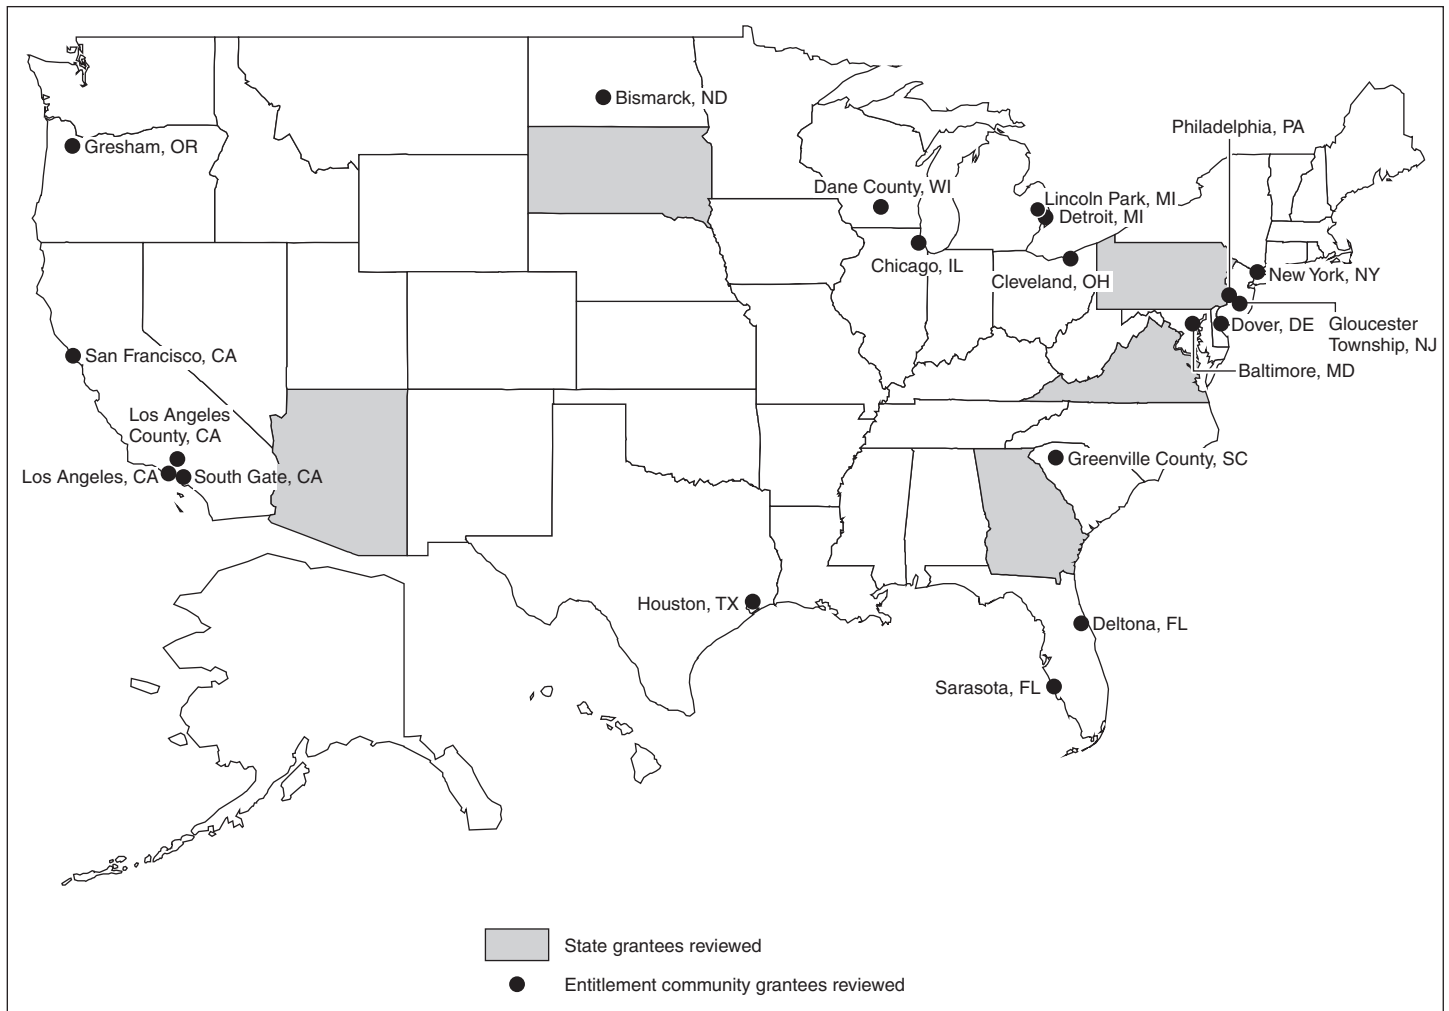 Bismarck, ND
Philadelphia, PA
Gresham, OR
Dane County, WI
Lincoln Park, MI
Detroit, MI
Chicago, IL
Cleveland, OH
New York, NY
Dover, DE
Gloucester
Township, NJ
San Francisco, CA
Baltimore, MD
Los Angeles
County, CA
Greenville County, SC
Los Angeles, CA
South Gate, CA
Houston, TX
Deltona, FL
Sarasota, FL
State grantees reviewed
Entitlement community grantees reviewed